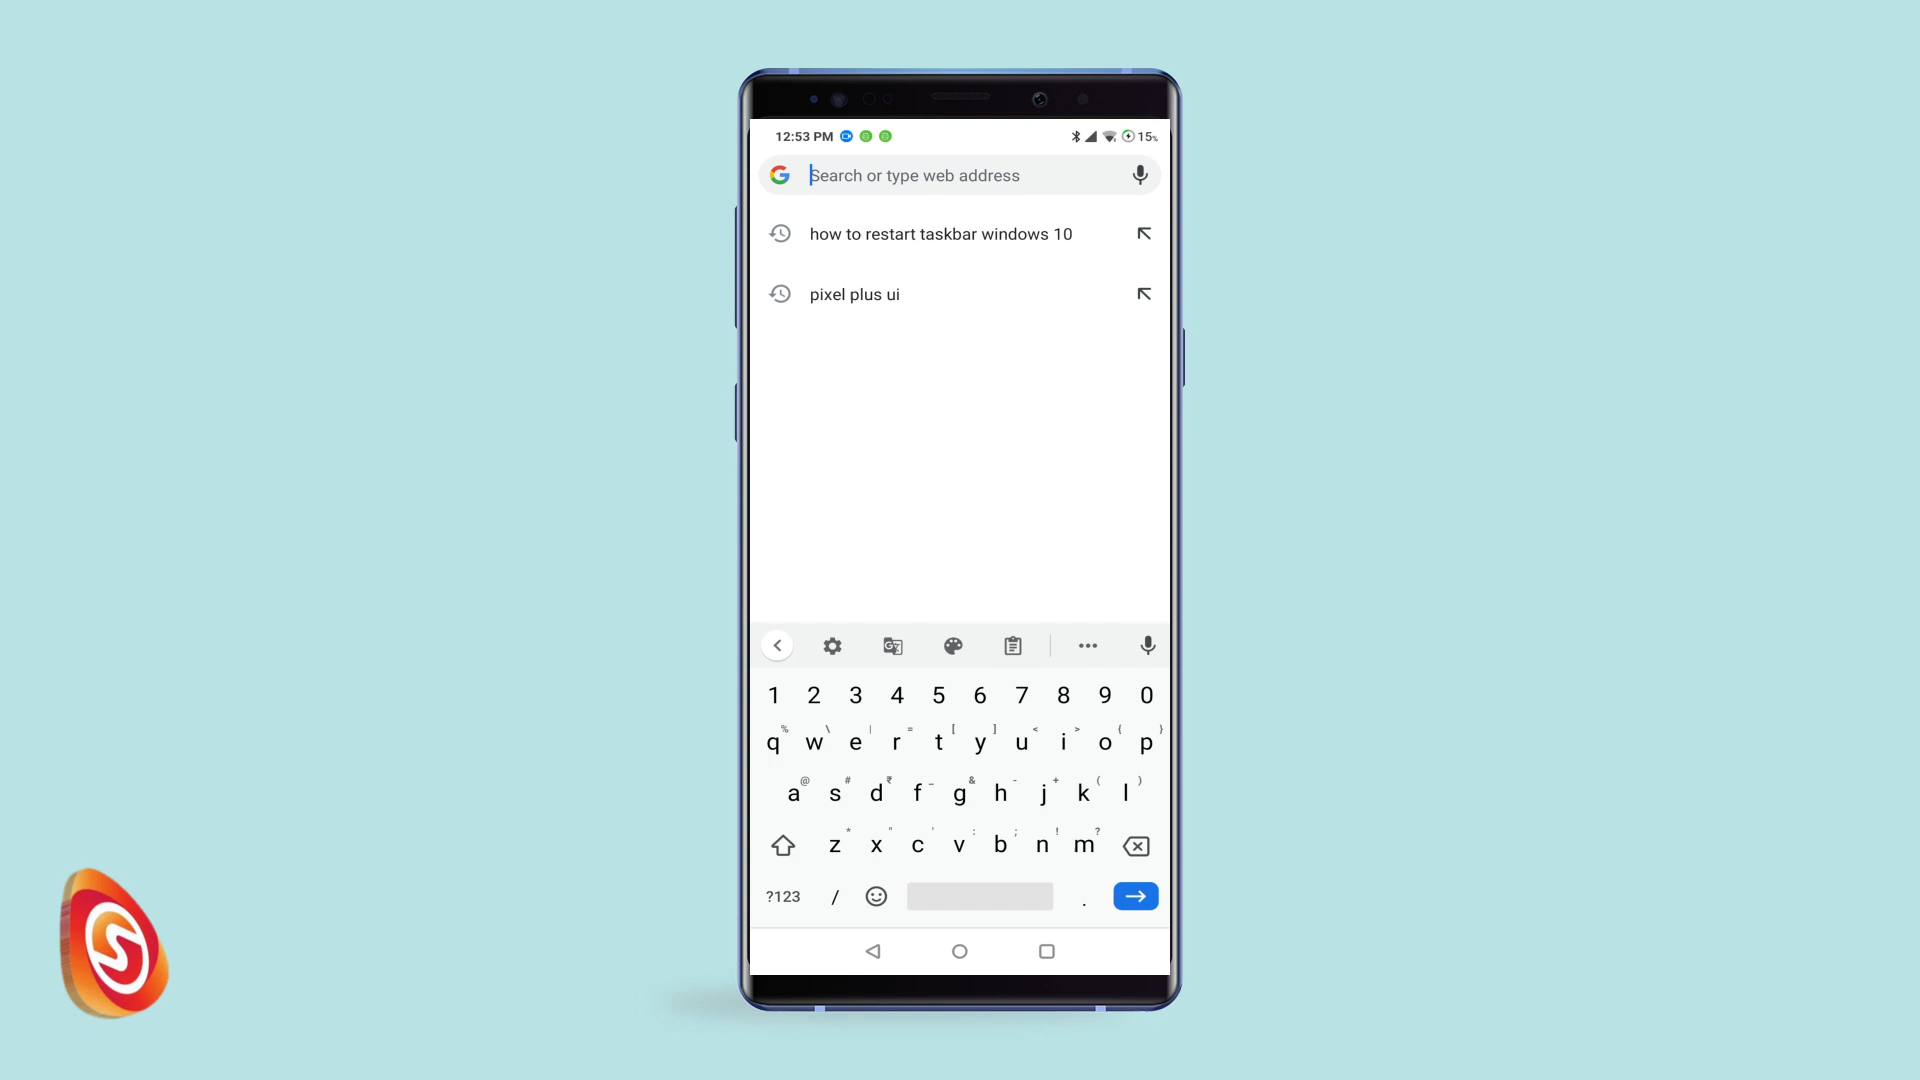 12:53 PM 15%
Search or type web address
how to restart taskbar windows 10
pixel plus ui
1 2 3 4 5 6 7 8 9 0
% \ | = [ ] < > { }
q w e r t y u i o p
@ # ₹ _ & - + ( )
a s d f g h j k l
* " ' : ; ! ?
z x c v b n m
?123 / .